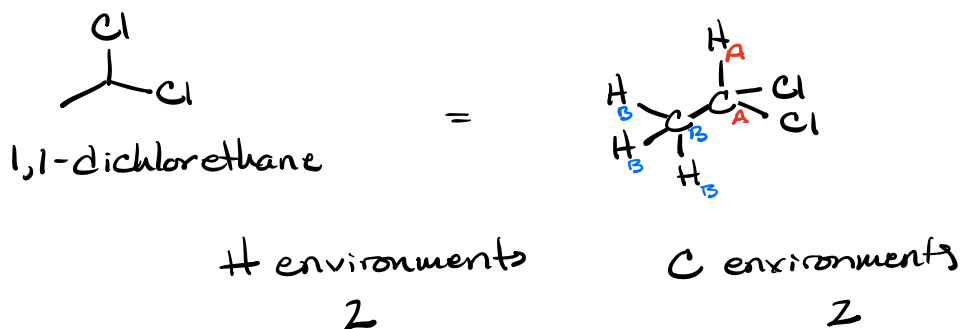 Cl
Cl
1,1-dichlorethane
=
H A
H B C B C A Cl
Cl
H B
H B
H environments
2
C environments
2